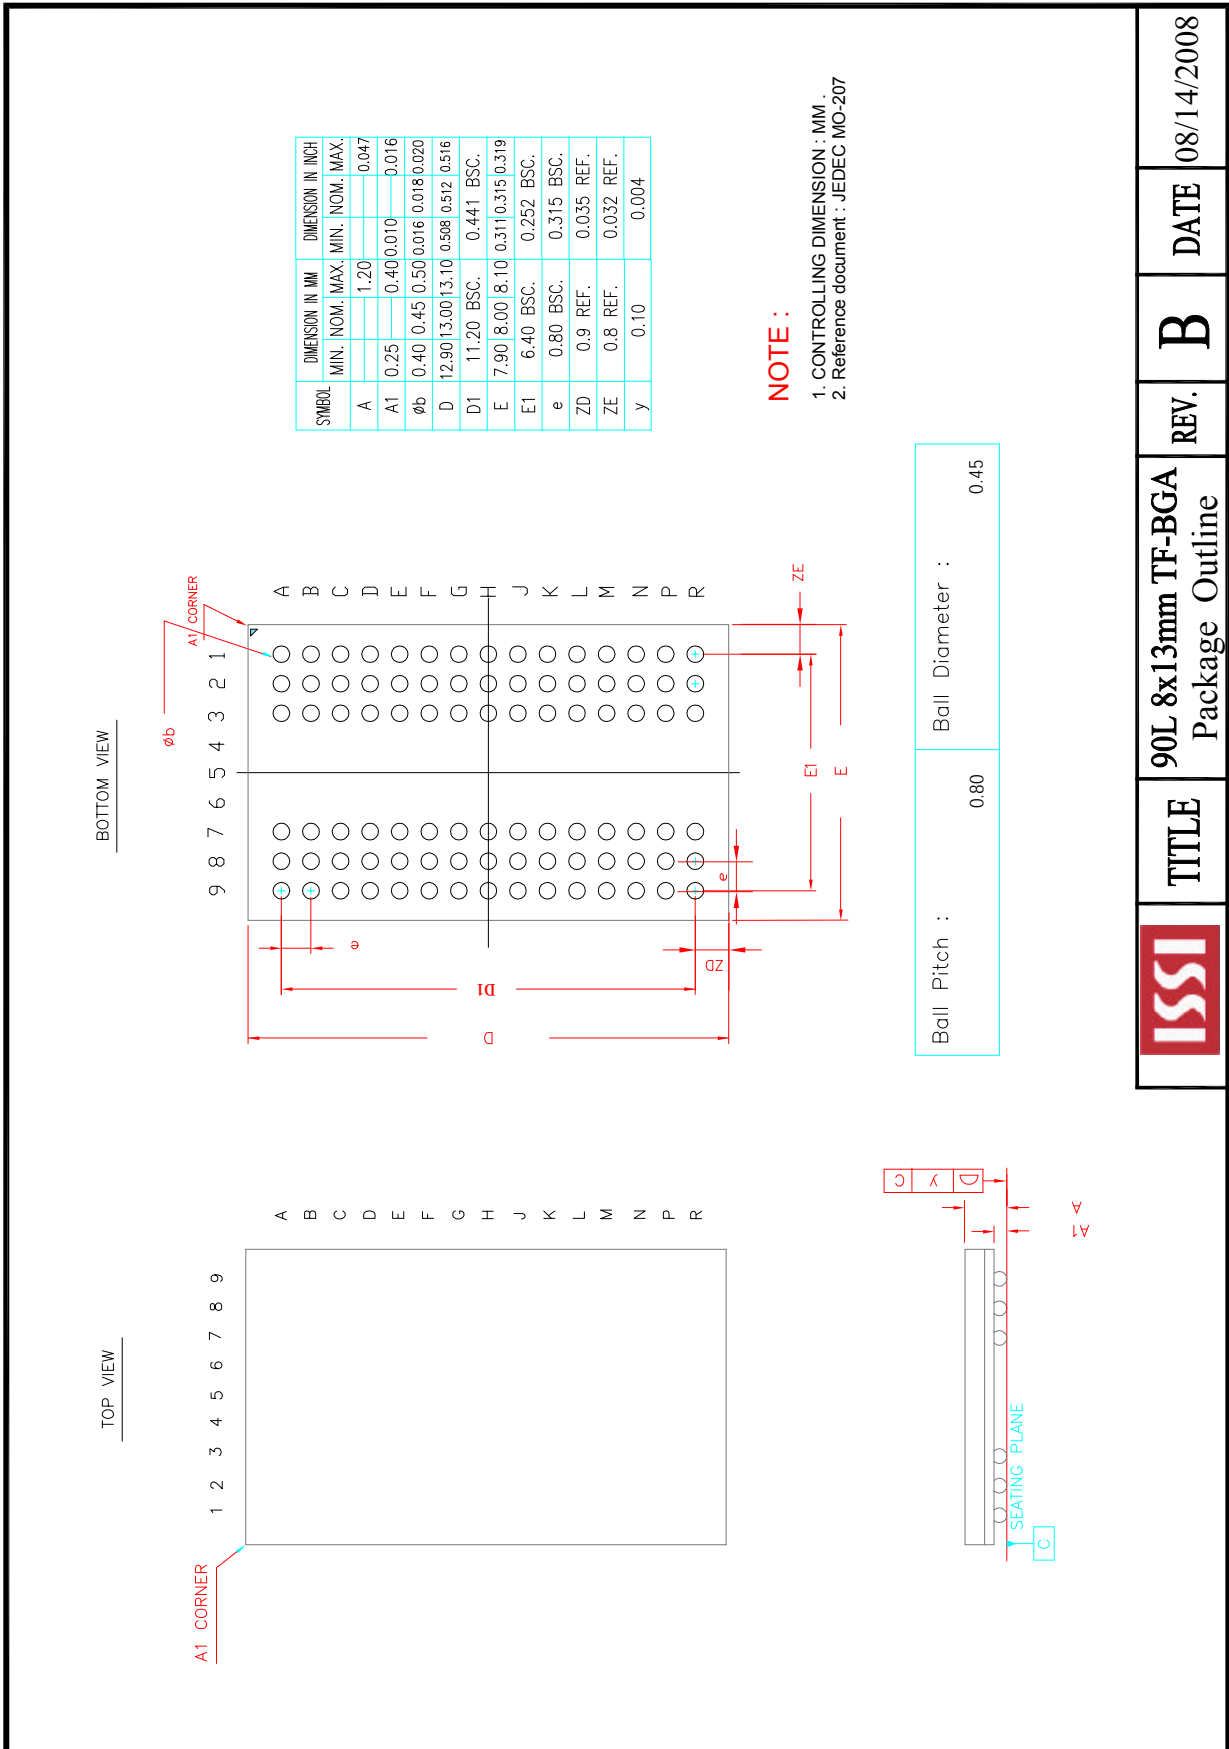 TOP VIEW
A1 CORNER
1 2 3 4 5 6 7 8 9
A
B
C
D
E
F
G
H
J
K
L
M
N
P
R
BOTTOM VIEW
Øb
A1 CORNER
9 8 7 6 5 4 3 2 1
A
B
C
D
E
F
G
H
J
K
L
M
N
P
R
e
D1
D
ZD
e
E1
E
ZE
SYMBOL DIMENSION IN MM DIMENSION IN INCH
MIN. NOM. MAX. MIN. NOM. MAX.
A 1.20 0.047
A1 0.25 0.40 0.010 0.016
Øb 0.40 0.45 0.50 0.016 0.018 0.020
D 12.90 13.00 13.10 0.508 0.512 0.516
D1 11.20 BSC. 0.441 BSC.
E 7.90 8.00 8.10 0.311 0.315 0.319
E1 6.40 BSC. 0.252 BSC.
e 0.80 BSC. 0.315 BSC.
ZD 0.9 REF. 0.035 REF.
ZE 0.8 REF. 0.032 REF.
y 0.10 0.004
NOTE :
1. CONTROLLING DIMENSION : MM .
2. Reference document : JEDEC MO-207
Ball Pitch : 0.80 Ball Diameter : 0.45
SEATING PLANE
C
C y D
A
A1
ISSI
TITLE
90L 8x13mm TF-BGA
Package Outline
REV.
B
DATE
08/14/2008